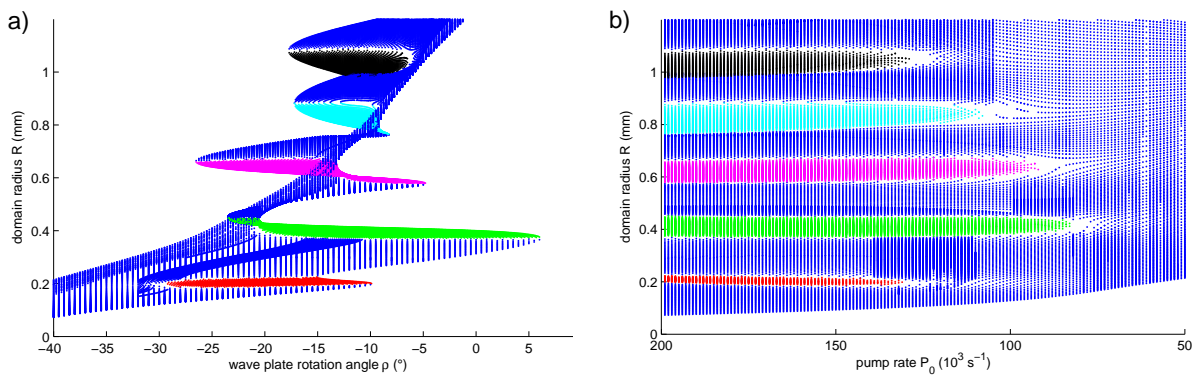 a)
domain radius R (mm)
1
0.8
0.6
0.4
0.2
0
−40 −35 −30 −25 −20 −15 −10 −5 0 5
wave plate rotation angle ρ (°)
b)
domain radius R (mm)
1
0.8
0.6
0.4
0.2
0
200 150 100 50
pump rate P₀ (10³ s⁻¹)